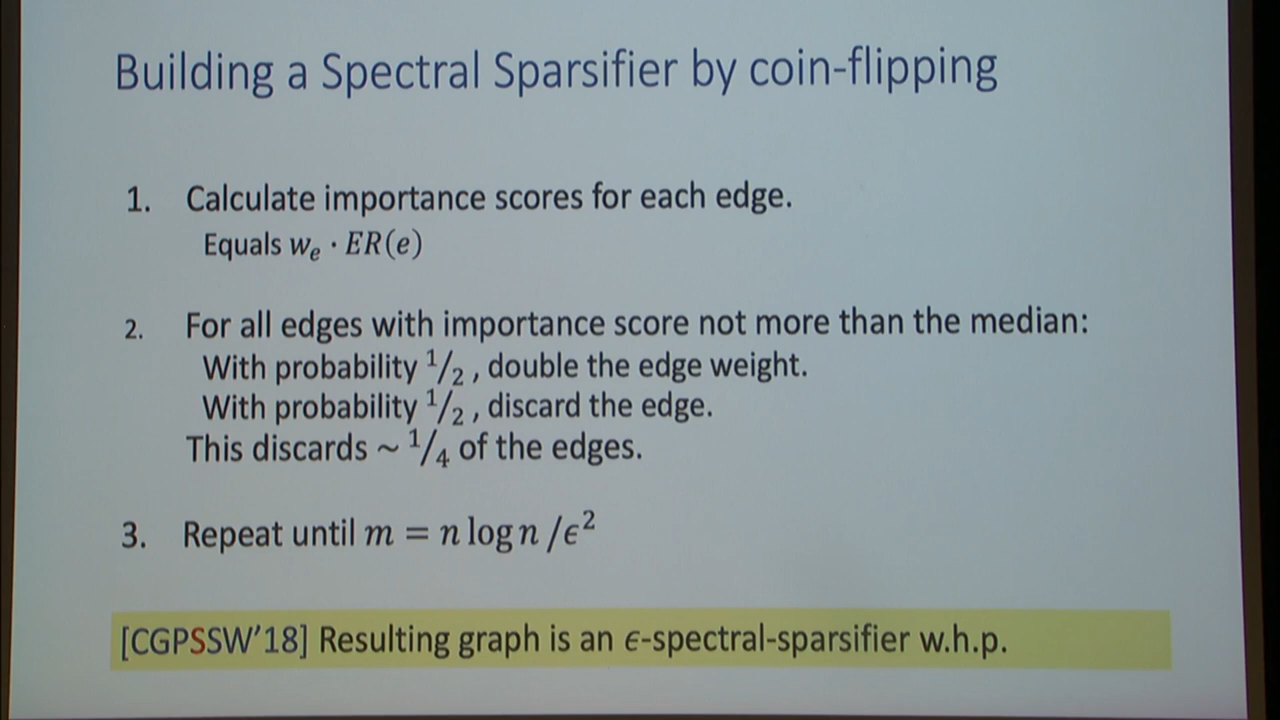 Building a Spectral Sparsifier by coin-flipping
1. Calculate importance scores for each edge.
Equals wₑ · ER(e)
2. For all edges with importance score not more than the median:
With probability 1/2 , double the edge weight.
With probability 1/2 , discard the edge.
This discards ~ 1/4 of the edges.
3. Repeat until m = n log n /ϵ²
[CGPSSW'18] Resulting graph is an ϵ-spectral-sparsifier w.h.p.